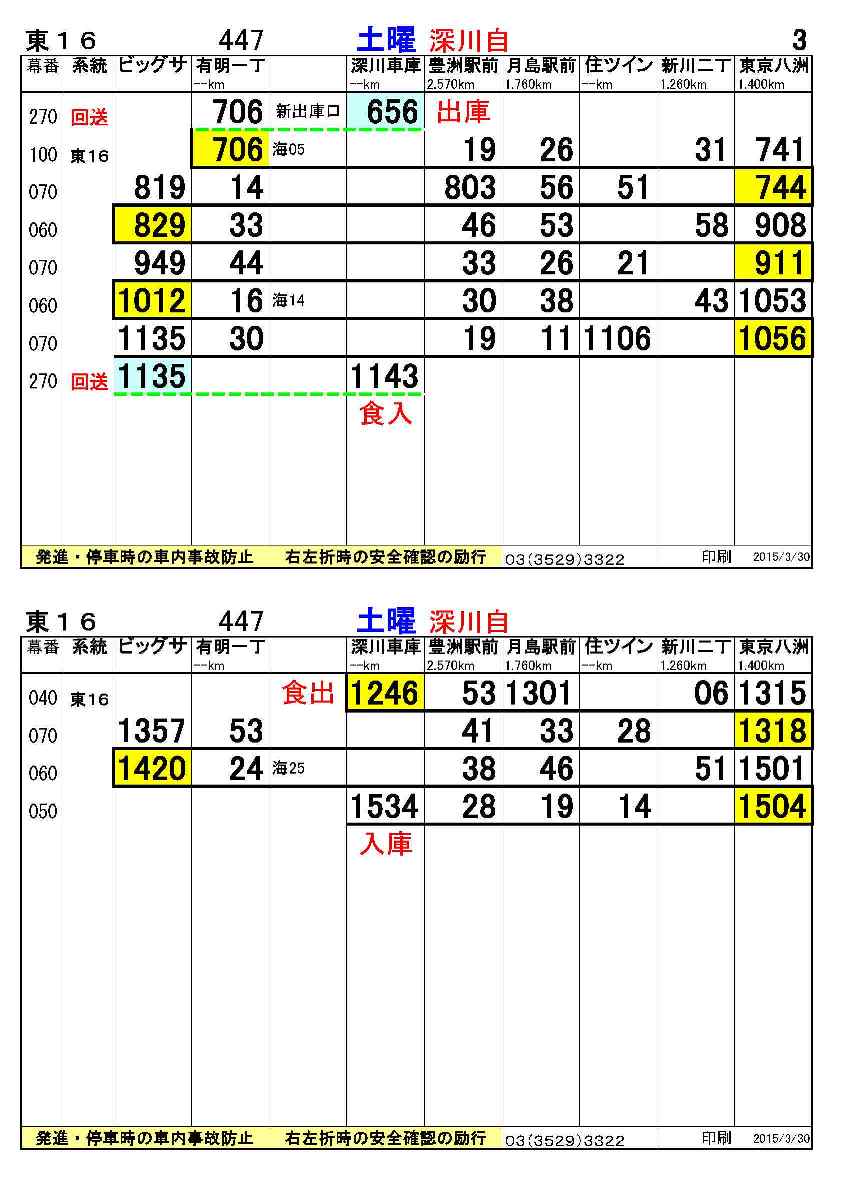 東１６ 447 土曜 深川自 3
幕番 系統 ビッグサ 有明一丁 深川車庫 豊洲駅前 月島駅前 住ツイン 新川二丁 東京八洲
--km --km 2.570km 1.760km --km 1.260km 1.400km
270 回送 706 新出庫口 656 出庫
100 東16 706 海05 19 26 31 741
070 819 14 803 56 51 744
060 829 33 46 53 58 908
070 949 44 33 26 21 911
060 1012 16 海14 30 38 43 1053
070 1135 30 19 11 1106 1056
270 回送 1135 1143
食入
発進・停車時の車内事故防止 右左折時の安全確認の励行 03(3529)3322 印刷 2015/3/30
東１６ 447 土曜 深川自
幕番 系統 ビッグサ 有明一丁 深川車庫 豊洲駅前 月島駅前 住ツイン 新川二丁 東京八洲
--km --km 2.570km 1.760km --km 1.260km 1.400km
040 東16 食出 1246 53 1301 06 1315
070 1357 53 41 33 28 1318
060 1420 24 海25 38 46 51 1501
050 1534 28 19 14 1504
入庫
発進・停車時の車内事故防止 右左折時の安全確認の励行 03(3529)3322 印刷 2015/3/30